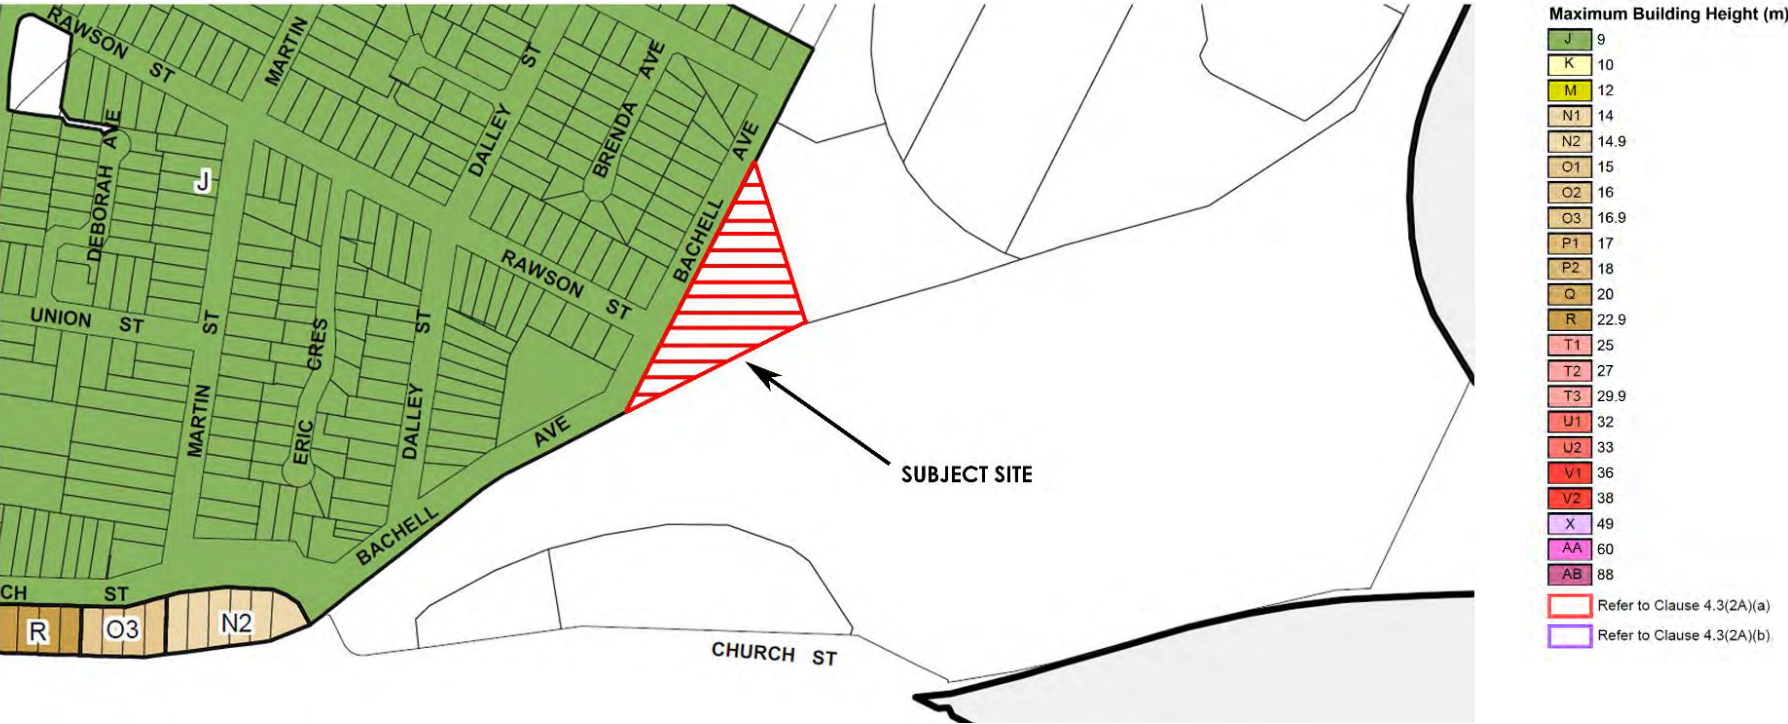 RAWSON ST
MARTIN
ST
DALLEY
BRENDA AVE
BACHELL AVE
DEBORAH AVE
J
RAWSON ST
UNION ST
ST
MARTIN
ERIC CRES
ST
DALLEY
AVE
BACHELL
SUBJECT SITE
CH ST
R
O3
N2
CHURCH ST
Maximum Building Height (m)
J 9
K 10
M 12
N1 14
N2 14.9
O1 15
O2 16
O3 16.9
P1 17
P2 18
Q 20
R 22.9
T1 25
T2 27
T3 29.9
U1 32
U2 33
V1 36
V2 38
X 49
AA 60
AB 88
Refer to Clause 4.3(2A)(a)
Refer to Clause 4.3(2A)(b)